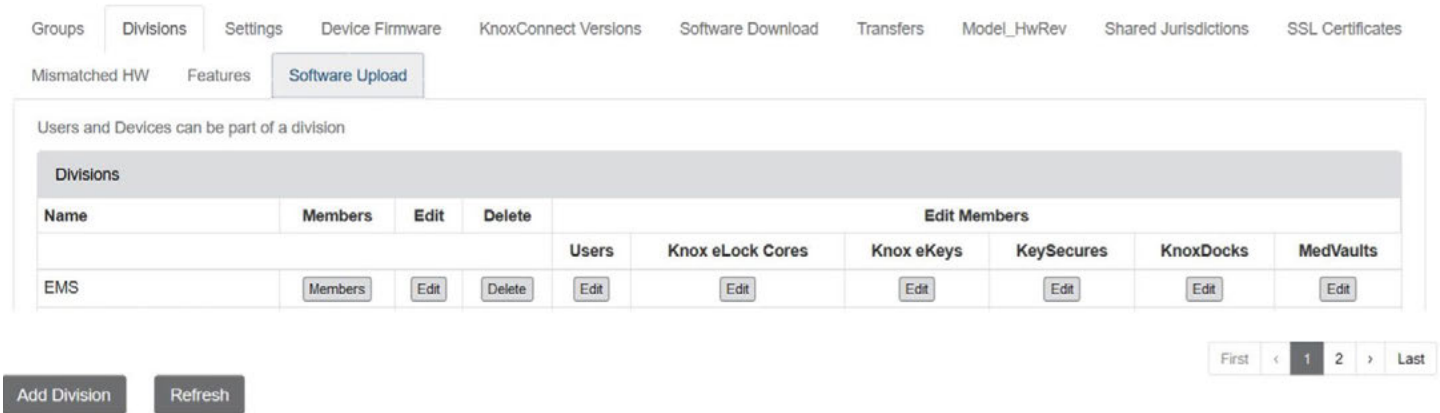 Groups Divisions Settings Device Firmware KnoxConnect Versions Software Download Transfers Model_HwRev Shared Jurisdictions SSL Certificates
Mismatched HW Features Software Upload
Users and Devices can be part of a division
Divisions
Name Members Edit Delete Edit Members
Users Knox eLock Cores Knox eKeys KeySecures KnoxDocks MedVaults
EMS Members Edit Delete Edit Edit Edit Edit Edit Edit
First ‹ 1 2 › Last
Add Division Refresh